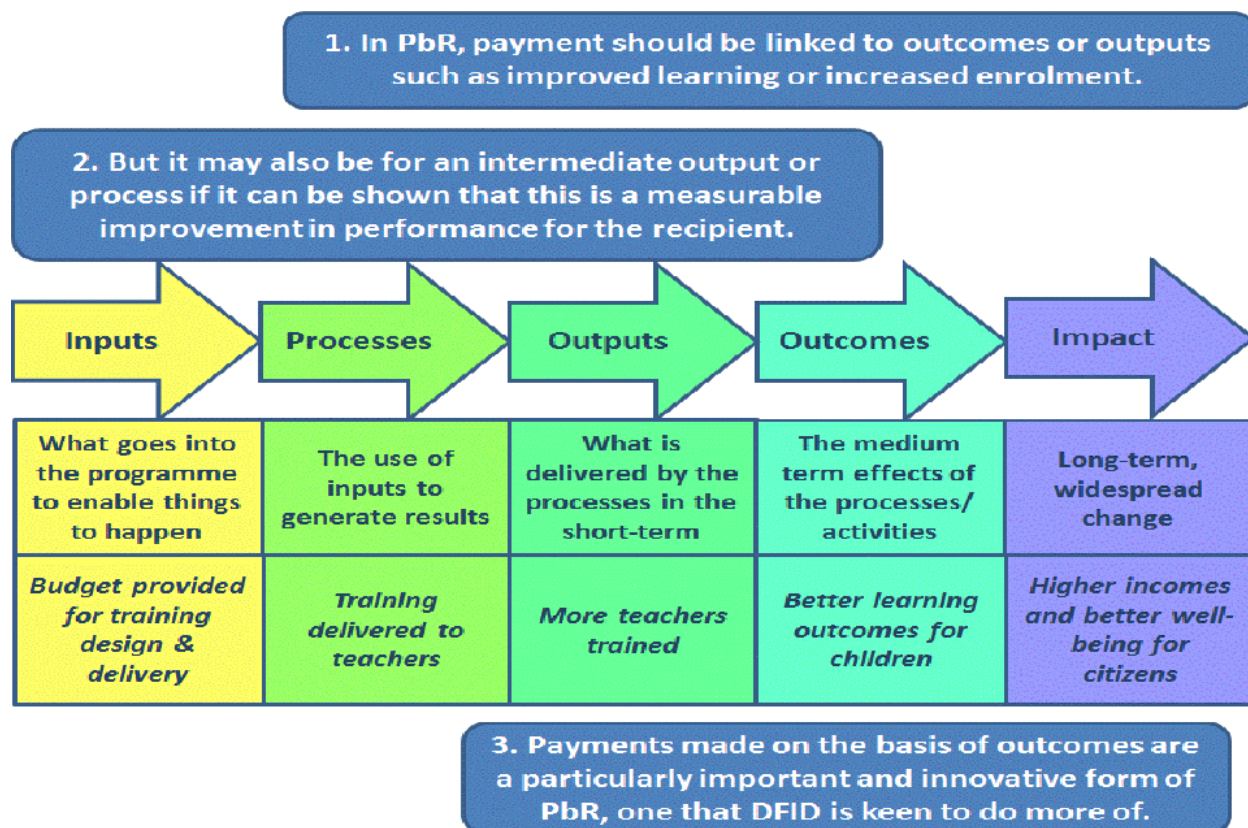 1. In PbR, payment should be linked to outcomes or outputs
such as improved learning or increased enrolment.
2. But it may also be for an intermediate output or
process if it can be shown that this is a measurable
improvement in performance for the recipient.
Inputs
Processes
Outputs
Outcomes
Impact
What goes into
the programme
to enable things
to happen
The use of
inputs to
generate results
What is
delivered by the
processes in the
short-term
The medium
term effects of
the processes/
activities
Long-term,
widespread
change
Budget provided
for training
design &
delivery
Training
delivered to
teachers
More teachers
trained
Better learning
outcomes for
children
Higher incomes
and better well-
being for
citizens
3. Payments made on the basis of outcomes are
a particularly important and innovative form of
PbR, one that DFID is keen to do more of.